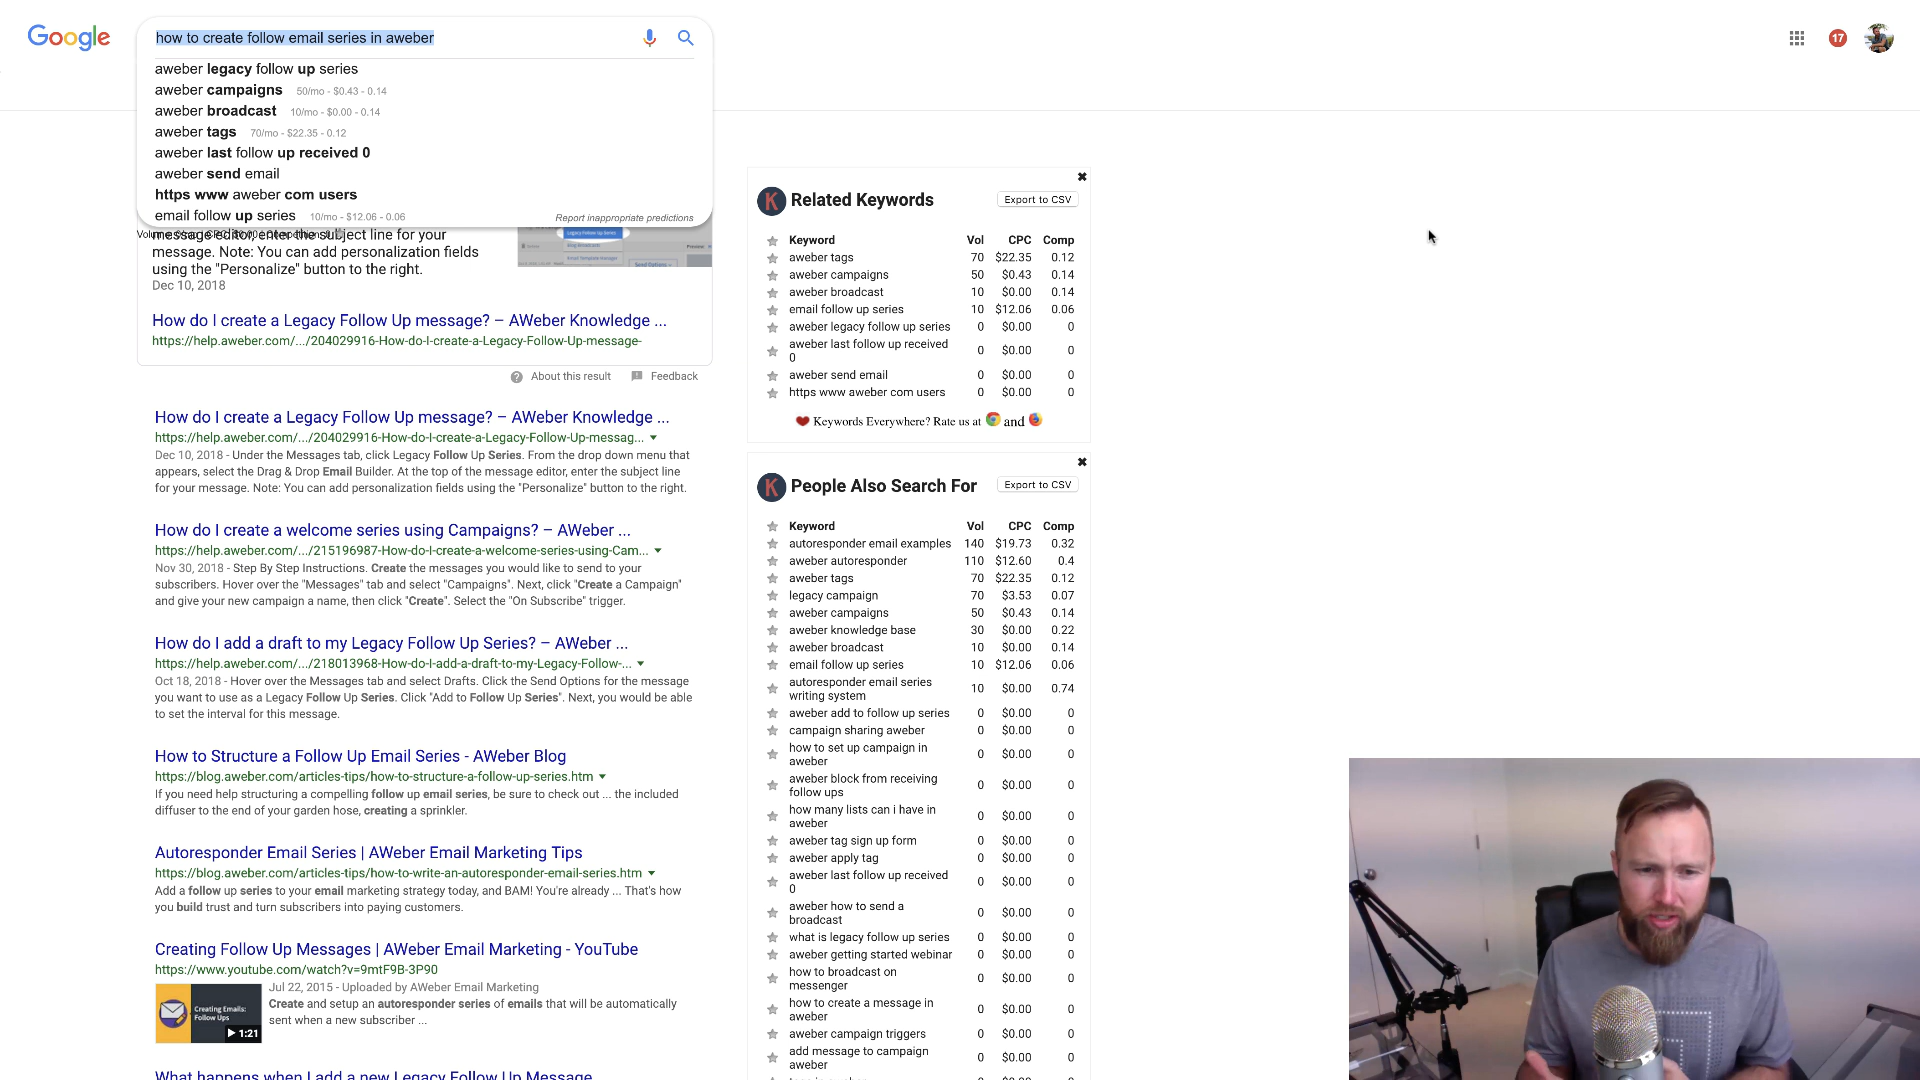 Google
how to create follow email series in aweber
17
aweber legacy follow up series
aweber campaigns 50/mo - $0.43 - 0.14
aweber broadcast 10/mo - $0.00 - 0.14
aweber tags 70/mo - $22.35 - 0.12
aweber last follow up received 0
aweber send email
https www aweber com users
email follow up series 10/mo - $12.06 - 0.06
Report inappropriate predictions
message editor, enter the subject line for your
message. Note: You can add personalization fields
using the "Personalize" button to the right.
Dec 10, 2018
How do I create a Legacy Follow Up message? – AWeber Knowledge ...
https://help.aweber.com/.../204029916-How-do-I-create-a-Legacy-Follow-Up-message-
About this result
Feedback
How do I create a Legacy Follow Up message? – AWeber Knowledge ...
https://help.aweber.com/.../204029916-How-do-I-create-a-Legacy-Follow-Up-messag...
Dec 10, 2018 - Under the Messages tab, click Legacy Follow Up Series. From the drop down menu that
appears, select the Drag & Drop Email Builder. At the top of the message editor, enter the subject line
for your message. Note: You can add personalization fields using the "Personalize" button to the right.
How do I create a welcome series using Campaigns? – AWeber ...
https://help.aweber.com/.../215196987-How-do-I-create-a-welcome-series-using-Cam...
Nov 30, 2018 - Step By Step Instructions. Create the messages you would like to send to your
subscribers. Hover over the "Messages" tab and select "Campaigns". Next, click "Create a Campaign"
and give your new campaign a name, then click "Create". Select the "On Subscribe" trigger.
How do I add a draft to my Legacy Follow Up Series? – AWeber ...
https://help.aweber.com/.../218013968-How-do-I-add-a-draft-to-my-Legacy-Follow-...
Oct 18, 2018 - Hover over the Messages tab and select Drafts. Click the Send Options for the message
you want to use as a Legacy Follow Up Series. Click "Add to Follow Up Series". Next, you would be able
to set the interval for this message.
How to Structure a Follow Up Email Series - AWeber Blog
https://blog.aweber.com/articles-tips/how-to-structure-a-follow-up-series.htm
If you need help structuring a compelling follow up email series, be sure to check out ... the included
diffuser to the end of your garden hose, creating a sprinkler.
Autoresponder Email Series | AWeber Email Marketing Tips
https://blog.aweber.com/articles-tips/how-to-write-an-autoresponder-email-series.htm
Add a follow up series to your email marketing strategy today, and BAM! You're already ... That's how
you build trust and turn subscribers into paying customers.
Creating Follow Up Messages | AWeber Email Marketing - YouTube
https://www.youtube.com/watch?v=9mtF9B-3P90
Jul 22, 2015 - Uploaded by AWeber Email Marketing
Create and setup an autoresponder series of emails that will be automatically
sent when a new subscriber ...
Creating Emails:
Follow Ups
1:21
What happens when I add a new Legacy Follow Up Message
K Related Keywords Export to CSV
Keyword Vol CPC Comp
aweber tags 70 $22.35 0.12
aweber campaigns 50 $0.43 0.14
aweber broadcast 10 $0.00 0.14
email follow up series 10 $12.06 0.06
aweber legacy follow up series 0 $0.00 0
aweber last follow up received
0 0 $0.00 0
aweber send email 0 $0.00 0
https www aweber com users 0 $0.00 0
Keywords Everywhere? Rate us at and
K People Also Search For Export to CSV
Keyword Vol CPC Comp
autoresponder email examples 140 $19.73 0.32
aweber autoresponder 110 $12.60 0.4
aweber tags 70 $22.35 0.12
legacy campaign 70 $3.53 0.07
aweber campaigns 50 $0.43 0.14
aweber knowledge base 30 $0.00 0.22
aweber broadcast 10 $0.00 0.14
email follow up series 10 $12.06 0.06
autoresponder email series
writing system 10 $0.00 0.74
aweber add to follow up series 0 $0.00 0
campaign sharing aweber 0 $0.00 0
how to set up campaign in
aweber 0 $0.00 0
aweber block from receiving
follow ups 0 $0.00 0
how many lists can i have in
aweber 0 $0.00 0
aweber tag sign up form 0 $0.00 0
aweber apply tag 0 $0.00 0
aweber last follow up received
0 0 $0.00 0
aweber how to send a
broadcast 0 $0.00 0
what is legacy follow up series 0 $0.00 0
aweber getting started webinar 0 $0.00 0
how to broadcast on
messenger 0 $0.00 0
how to create a message in
aweber 0 $0.00 0
aweber campaign triggers 0 $0.00 0
add message to campaign
aweber 0 $0.00 0